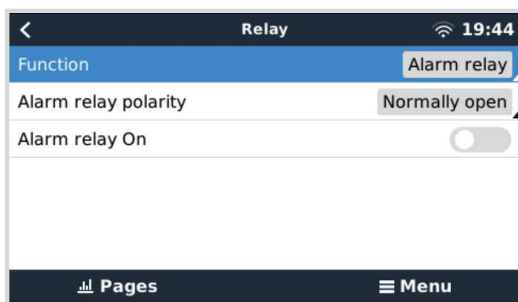 Relay 19:44
Function Alarm relay
Alarm relay polarity Normally open
Alarm relay On
Pages Menu